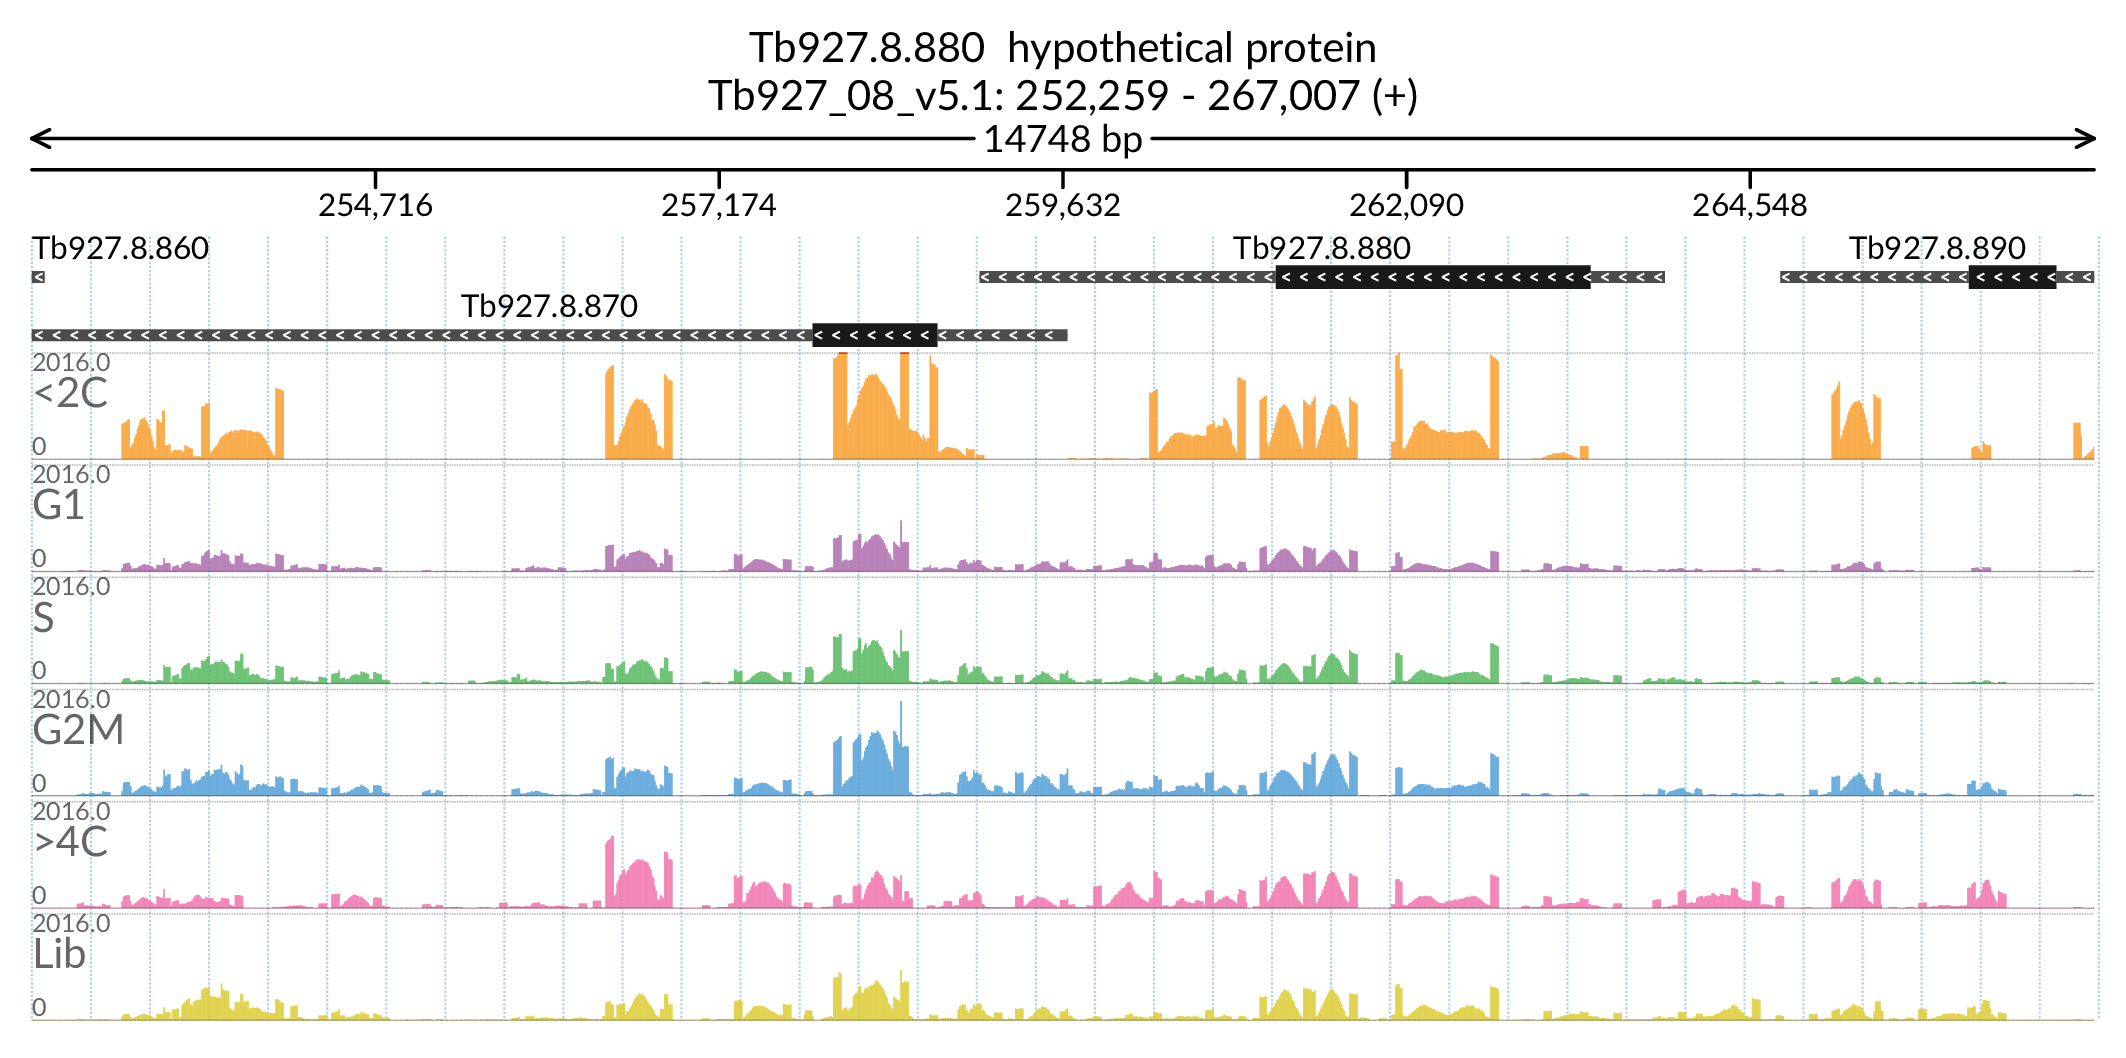 Tb927.8.880  hypothetical protein
Tb927_08_v5.1: 252,259 - 267,007 (+)
14748 bp
254,716 257,174 259,632 262,090 264,548
Tb927.8.860 Tb927.8.880 Tb927.8.890
Tb927.8.870
2016.0
<2C
0
2016.0
G1
0
2016.0
S
0
2016.0
G2M
0
2016.0
>4C
0
2016.0
Lib
0